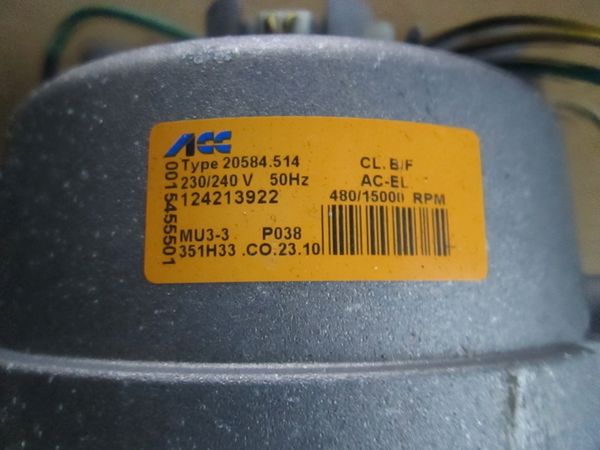 ACC
Type 20584.514 CL. B/F
230/240 V 50Hz AC-EL
124213922 480/15000 RPM
MU3-3 P038
351H33 .CO.23.10
0015455501